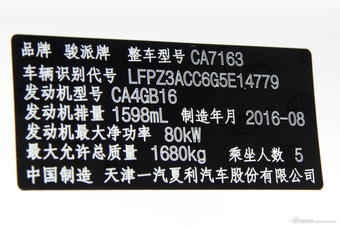 品牌 骏派牌 整车型号 CA7163
车辆识别代号 LFPZ3ACC6G5E14779
发动机型号 CA4GB16
发动机排量 1598mL 制造年月 2016-08
发动机最大净功率 80kW
最大允许总质量 1680kg 乘坐人数 5
中国制造 天津一汽夏利汽车股份有限公司